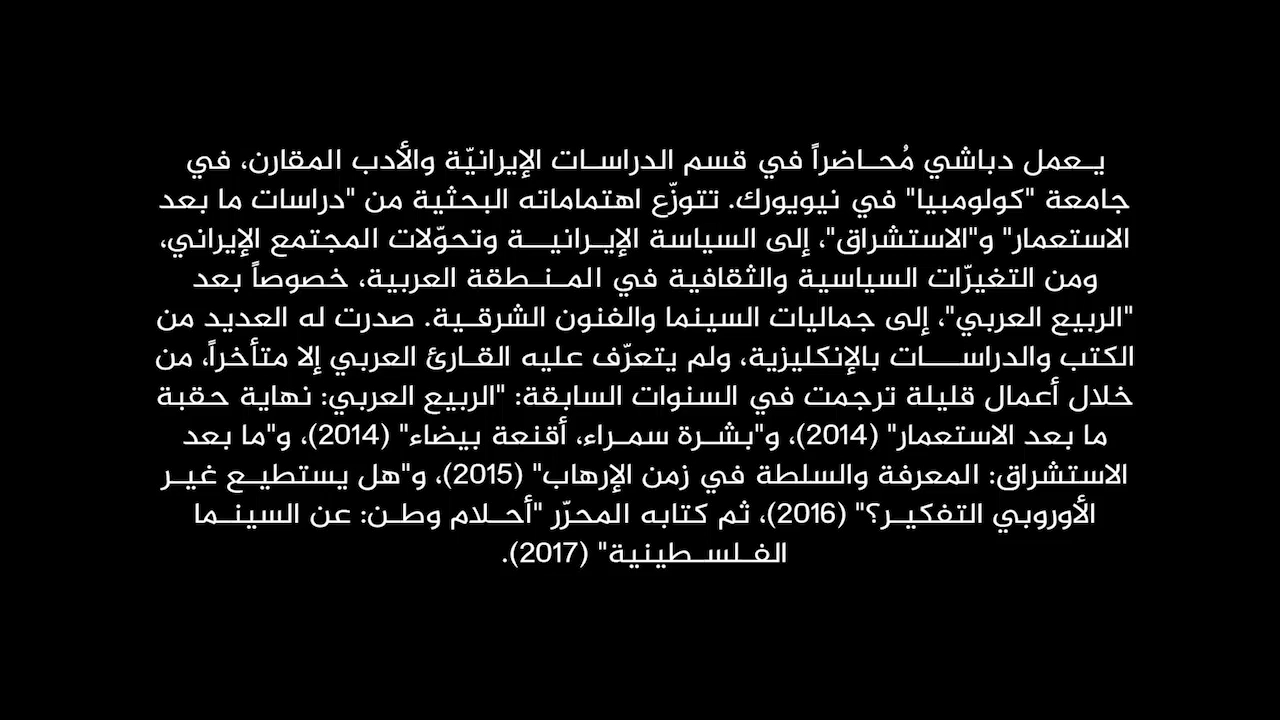 يـعمل دباشي مُحـاضراً في قسم الدراسـات الإيرانيّة والأدب المقارن، في
جامعة "كولومبيا" في نيويورك. تتوزّع اهتماماته البحثية من "دراسات ما بعد
الاستعمار" و"الاستشراق"، إلى السياسة الإيـرانيـــة وتحوّلات المجتمع الإيراني،
ومن التغيرّات السياسية والثقافية في المـنـطقة العربية، خصوصاً بعد
"الربيع العربي"، إلى جماليات السينما والفنون الشرقـية. صدرت له العديد من
الكتب والدراســـات بالإنكليزية، ولم يتعرّف عليه القـارئ العربي إلا متأخراً، من
خلال أعمال قليلة ترجمت في السنوات السابقة: "الربيع العربي: نهاية حقبة
ما بعد الاستعمار" (2014)، و"بشـرة سمـراء، أقنعة بيضاء" (2014)، و"ما بعد
الاستشراق: المعرفة والسلطة في زمن الإرهاب" (2015)، و"هل يستطيـع غيـر
الأوروبي التفكيـر؟" (2016)، ثم كتابه المحرّر "أحـلام وطـن: عن السينـما
الفـلسـطينية" (2017).